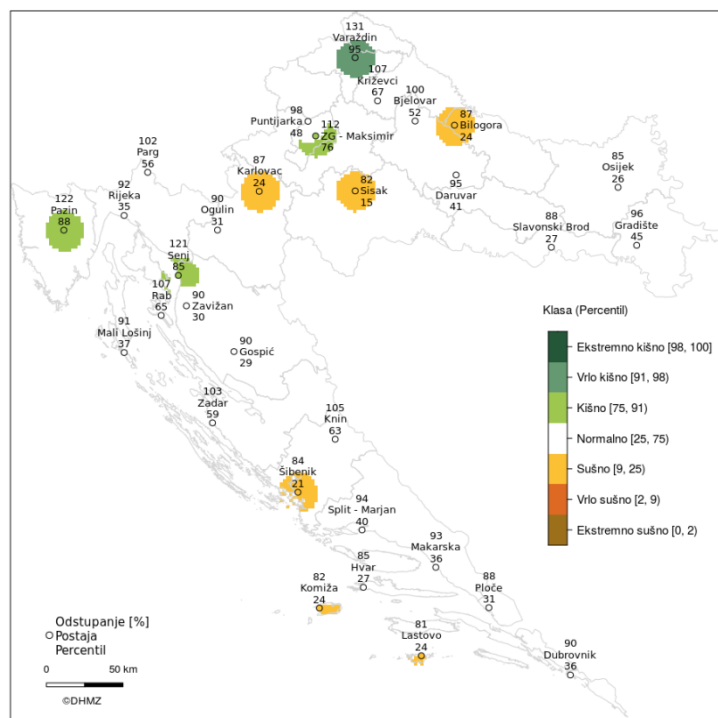 131
Varaždin
95
107
Križevci
67
100
Bjelovar
52
87
Bilogora
24
98
Puntijarka
48
112
ZG - Maksimir
76
102
Parg
56
87
Karlovac
24
82
Sisak
15
95
Daruvar
41
85
Osijek
26
92
Rijeka
35
122
Pazin
88
90
Ogulin
31
88
Slavonski Brod
27
96
Gradište
45
121
Senj
85
107
Rab
65
90
Zavižan
30
91
Mali Lošinj
37
90
Gospić
29
103
Zadar
59
105
Knin
63
84
Šibenik
21
94
Split - Marjan
40
93
Makarska
36
85
Hvar
27
82
Komiža
24
88
Ploče
31
81
Lastovo
24
90
Dubrovnik
36
Klasa (Percentil)
Ekstremno kišno [98, 100]
Vrlo kišno [91, 98)
Kišno [75, 91)
Normalno [25, 75)
Sušno [9, 25)
Vrlo sušno [2, 9)
Ekstremno sušno [0, 2)
Odstupanje [%]
Postaja
Percentil
0 50 km
©DHMZ